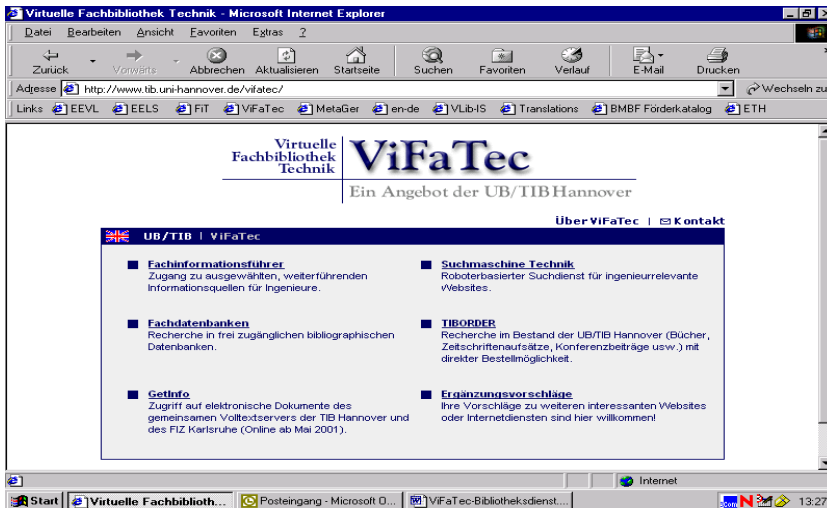 Virtuelle Fachbibliothek Technik - Microsoft Internet Explorer
Datei Bearbeiten Ansicht Favoriten Extras ?
Zurück Vorwärts Abbrechen Aktualisieren Startseite Suchen Favoriten Verlauf E-Mail Drucken
Adresse http://www.tib.uni-hannover.de/vifatec/ Wechseln zu
Links EEVL EELS FiT ViFaTec MetaGer en-de VLib-IS Translations BMBF Förderkatalog ETH
Virtuelle
Fachbibliothek
Technik
ViFaTec
Ein Angebot der UB/TIB Hannover
Über ViFaTec | Kontakt
UB/TIB | ViFaTec
Fachinformationsführer
Zugang zu ausgewählten, weiterführenden
Informationsquellen für Ingenieure.
Suchmaschine Technik
Roboterbasierter Suchdienst für ingenieurrelevante
Websites.
Fachdatenbanken
Recherche in frei zugänglichen bibliographischen
Datenbanken.
TIBORDER
Recherche im Bestand der UB/TIB Hannover (Bücher,
Zeitschriftenaufsätze, Konferenzbeiträge usw.) mit
direkter Bestellmöglichkeit.
GetInfo
Zugriff auf elektronische Dokumente des
gemeinsamen Volltextservers der TIB Hannover und
des FIZ Karlsruhe (Online ab Mai 2001).
Ergänzungsvorschläge
Ihre Vorschläge zu weiteren interessanten Websites
oder Internetdiensten sind hier willkommen!
Internet
Start Virtuelle Fachbiblioth... Posteingang - Microsoft O... ViFaTec-Bibliotheksdienst.... .com N 13:27